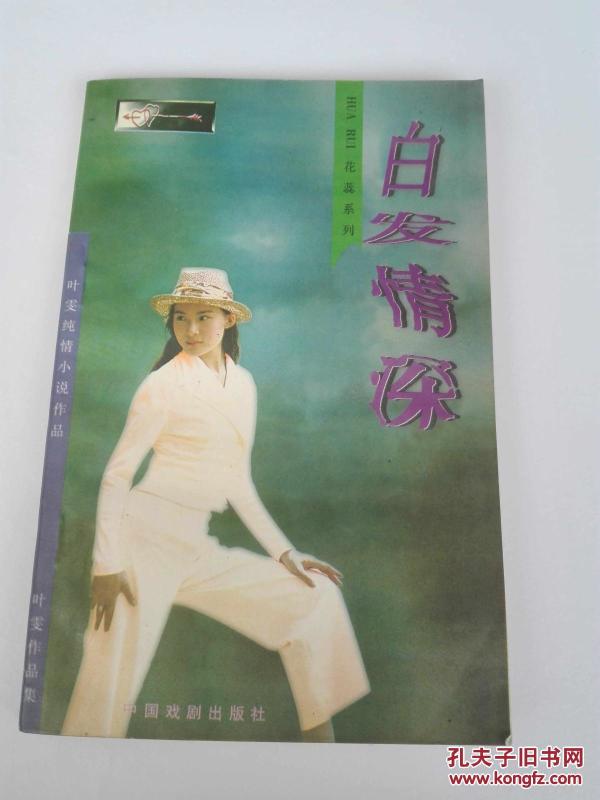 HUA RUI 花蕊系列
白发情深
叶雯纯情小说作品
叶雯作品集
中国戏剧出版社
孔夫子旧书网
www.kongfz.com